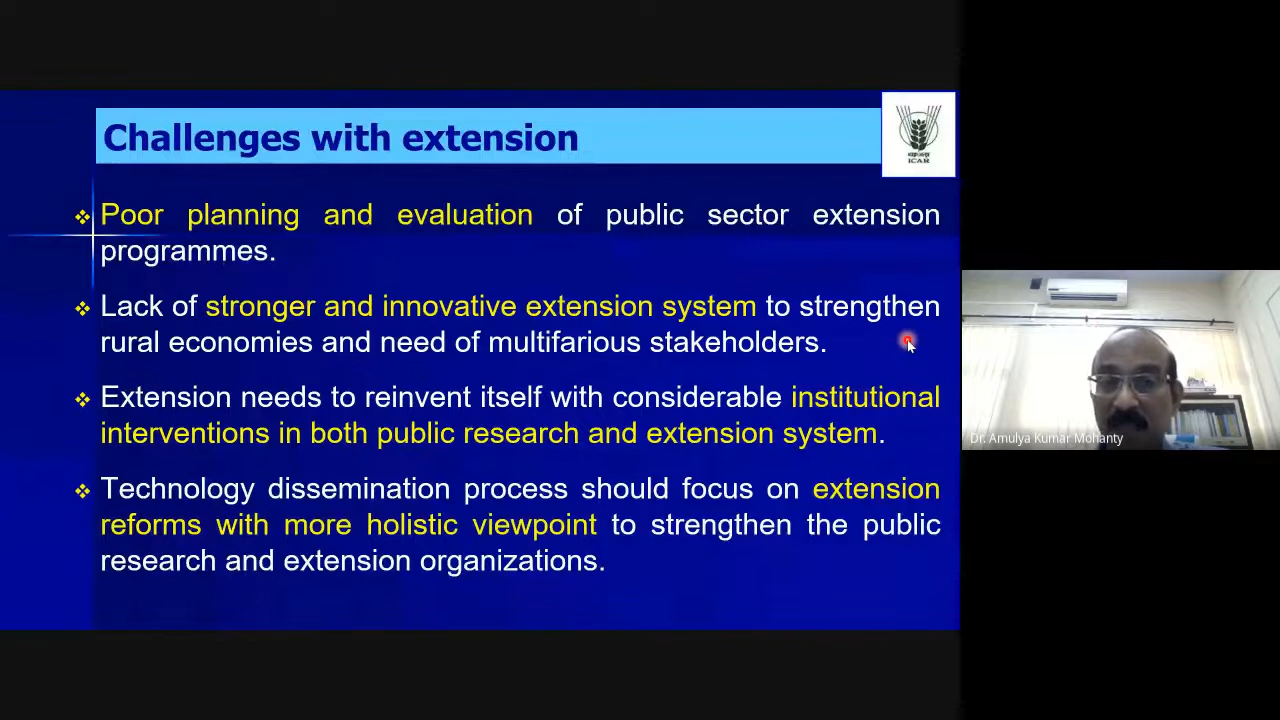 Challenges with extension
ICAR
Poor planning and evaluation of public sector extension
programmes.
Lack of stronger and innovative extension system to strengthen
rural economies and need of multifarious stakeholders.
Extension needs to reinvent itself with considerable institutional
interventions in both public research and extension system.
Technology dissemination process should focus on extension
reforms with more holistic viewpoint to strengthen the public
research and extension organizations.
Dr. Amulya Kumar Mohanty